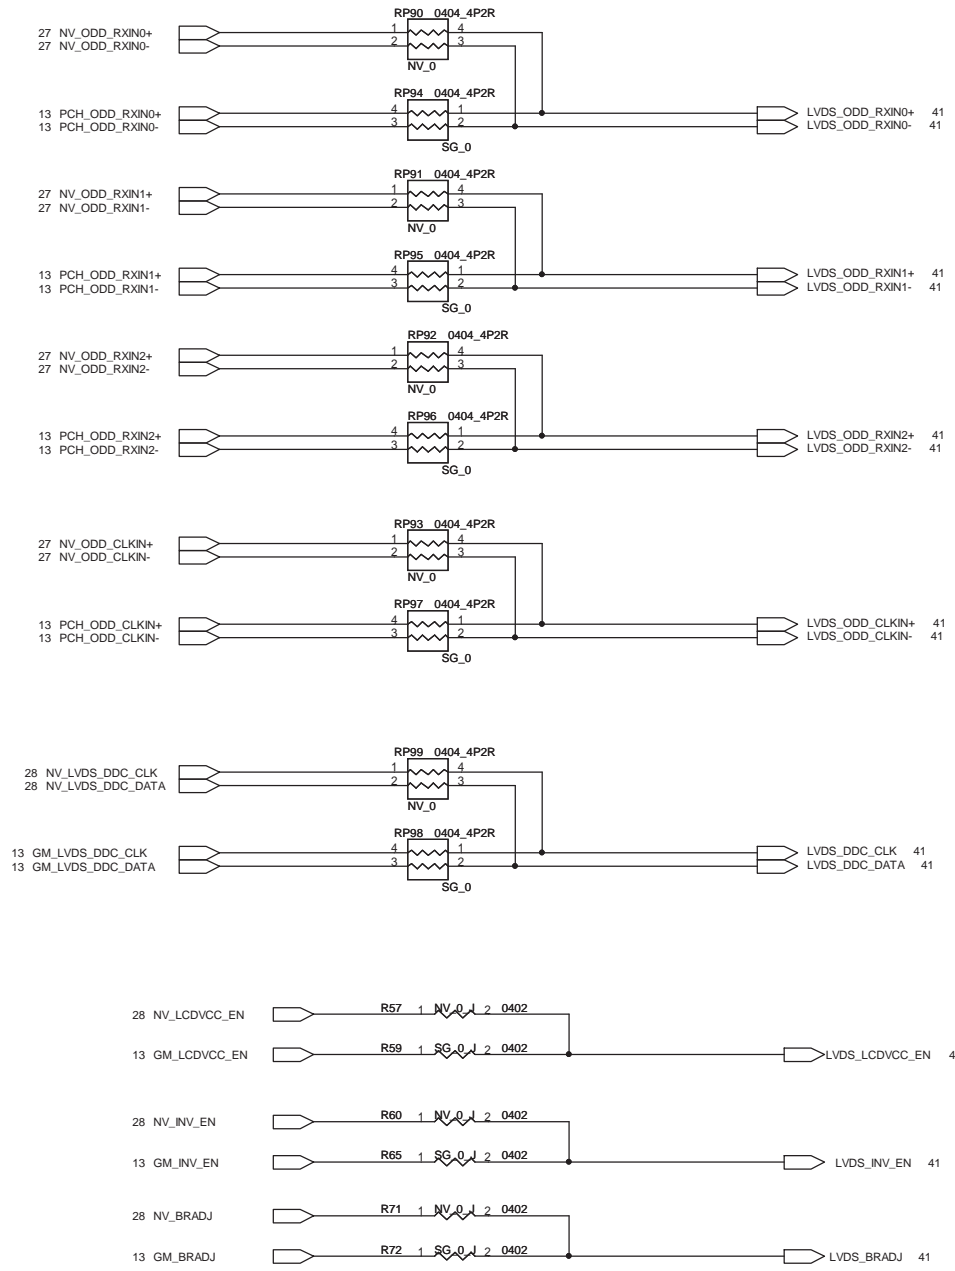 RP90 0404_4P2R
27 NV_ODD_RXIN0+ 1 4
27 NV_ODD_RXIN0- 2 3
NV_0
RP94 0404_4P2R
13 PCH_ODD_RXIN0+ 4 1 LVDS_ODD_RXIN0+ 41
13 PCH_ODD_RXIN0- 3 2 LVDS_ODD_RXIN0- 41
SG_0
RP91 0404_4P2R
27 NV_ODD_RXIN1+ 1 4
27 NV_ODD_RXIN1- 2 3
NV_0
RP95 0404_4P2R
13 PCH_ODD_RXIN1+ 4 1 LVDS_ODD_RXIN1+ 41
13 PCH_ODD_RXIN1- 3 2 LVDS_ODD_RXIN1- 41
SG_0
RP92 0404_4P2R
27 NV_ODD_RXIN2+ 1 4
27 NV_ODD_RXIN2- 2 3
NV_0
RP96 0404_4P2R
13 PCH_ODD_RXIN2+ 4 1 LVDS_ODD_RXIN2+ 41
13 PCH_ODD_RXIN2- 3 2 LVDS_ODD_RXIN2- 41
SG_0
RP93 0404_4P2R
27 NV_ODD_CLKIN+ 1 4
27 NV_ODD_CLKIN- 2 3
NV_0
RP97 0404_4P2R
13 PCH_ODD_CLKIN+ 4 1 LVDS_ODD_CLKIN+ 41
13 PCH_ODD_CLKIN- 3 2 LVDS_ODD_CLKIN- 41
SG_0
RP99 0404_4P2R
28 NV_LVDS_DDC_CLK 1 4
28 NV_LVDS_DDC_DATA 2 3
NV_0
RP98 0404_4P2R
13 GM_LVDS_DDC_CLK 4 1 LVDS_DDC_CLK 41
13 GM_LVDS_DDC_DATA 3 2 LVDS_DDC_DATA 41
SG_0
28 NV_LCDVCC_EN R57 1 NV_0_J 2 0402
13 GM_LCDVCC_EN R59 1 SG_0_J 2 0402 LVDS_LCDVCC_EN 4
28 NV_INV_EN R60 1 NV_0_J 2 0402
13 GM_INV_EN R65 1 SG_0_J 2 0402 LVDS_INV_EN 41
28 NV_BRADJ R71 1 NV_0_J 2 0402
13 GM_BRADJ R72 1 SG_0_J 2 0402 LVDS_BRADJ 41